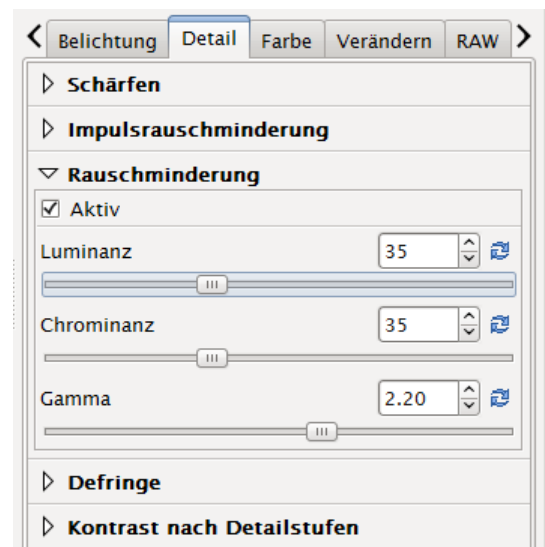 Belichtung Detail Farbe Verändern RAW
Schärfen
Impulsrauschminderung
Rauschminderung
Aktiv
Luminanz 35
Chrominanz 35
Gamma 2.20
Defringe
Kontrast nach Detailstufen